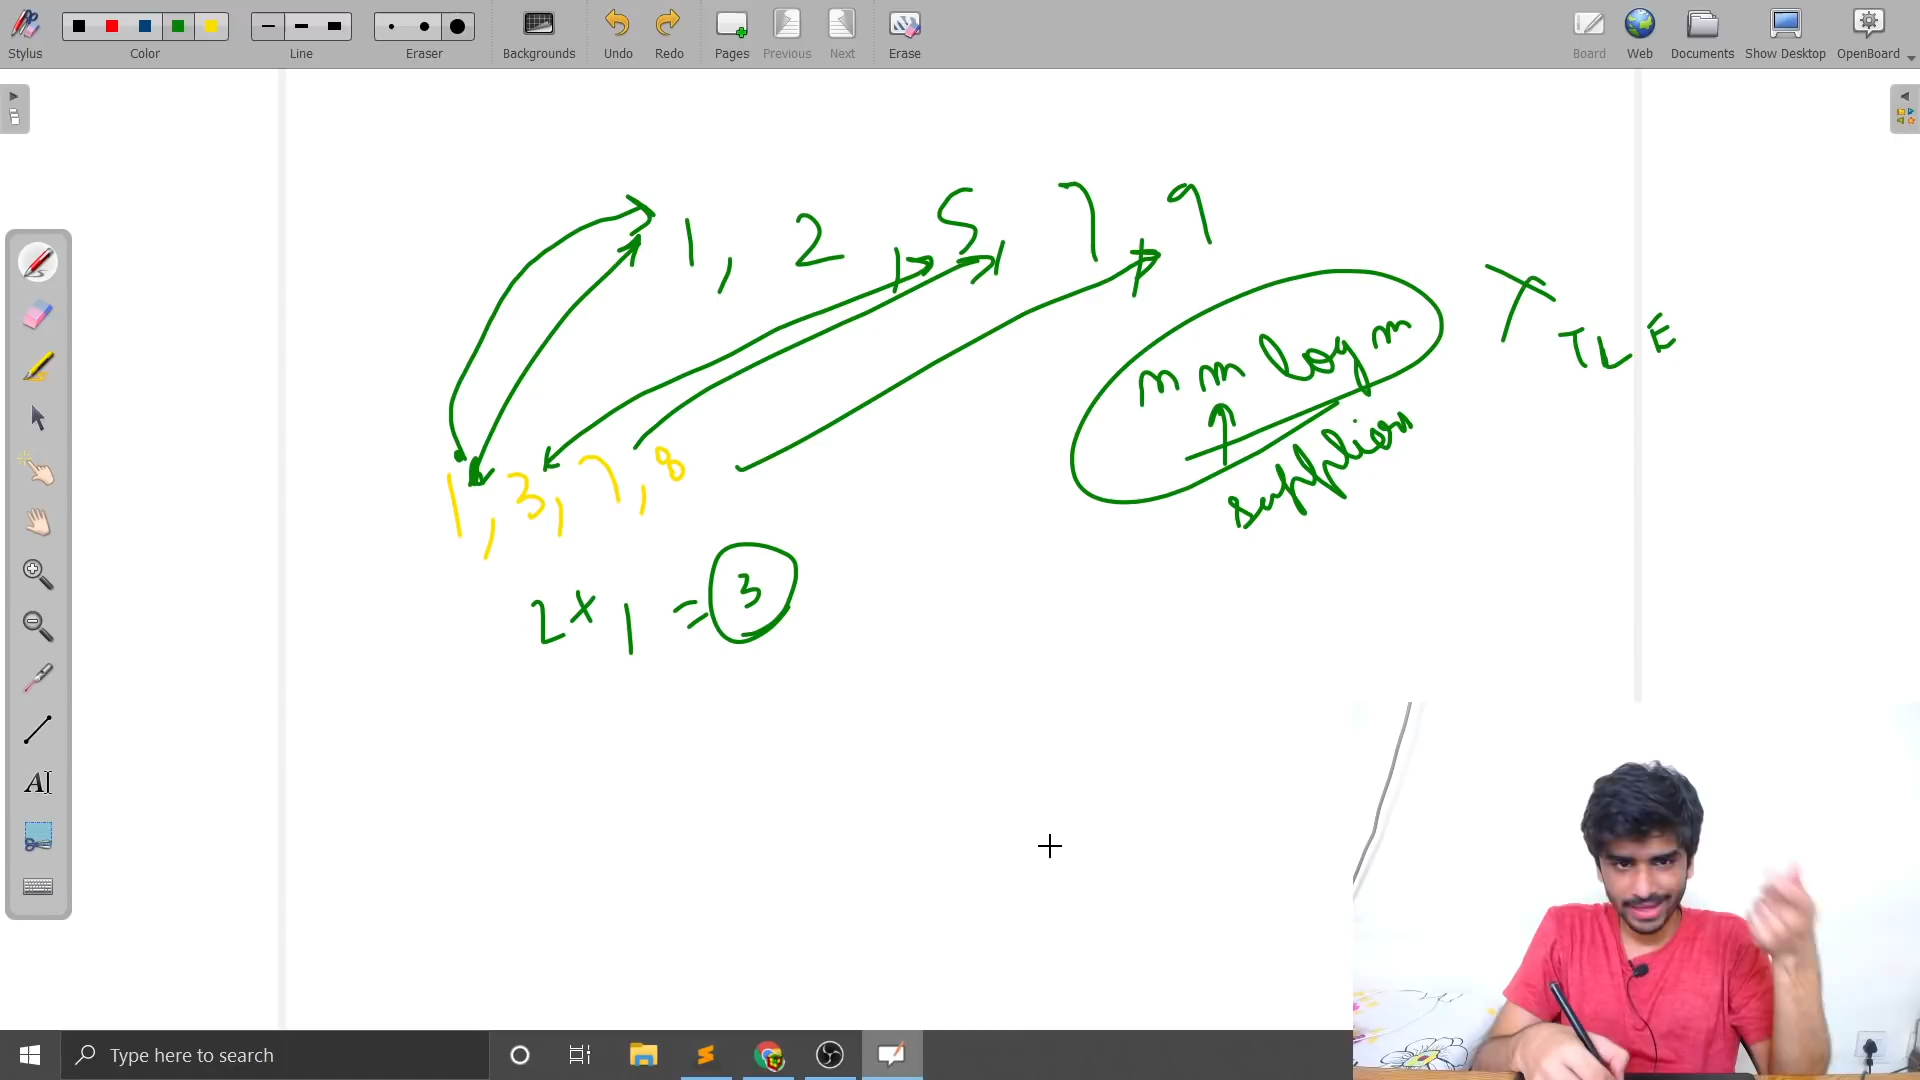 Stylus
Color
Line
Eraser
Backgrounds
Undo
Redo
Pages
Previous
Next
Erase
Board
Web
Documents
Show Desktop
OpenBoard
1, 2, 5, 7 9
n m log m
TLE
1, 3, 7, 8
2 x 1 = 3
AI
Type here to search